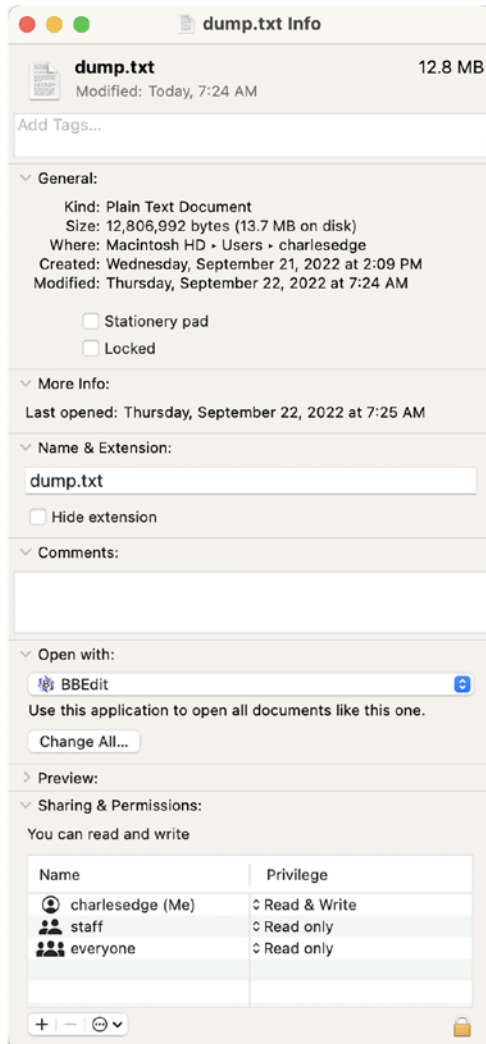 dump.txt Info
dump.txt 12.8 MB
Modified: Today, 7:24 AM
Add Tags...
General:
Kind: Plain Text Document
Size: 12,806,992 bytes (13.7 MB on disk)
Where: Macintosh HD ▸ Users ▸ charlesedge
Created: Wednesday, September 21, 2022 at 2:09 PM
Modified: Thursday, September 22, 2022 at 7:24 AM
Stationery pad
Locked
More Info:
Last opened: Thursday, September 22, 2022 at 7:25 AM
Name & Extension:
dump.txt
Hide extension
Comments:
Open with:
BBEdit
Use this application to open all documents like this one.
Change All...
Preview:
Sharing & Permissions:
You can read and write
Name Privilege
charlesedge (Me) Read & Write
staff Read only
everyone Read only